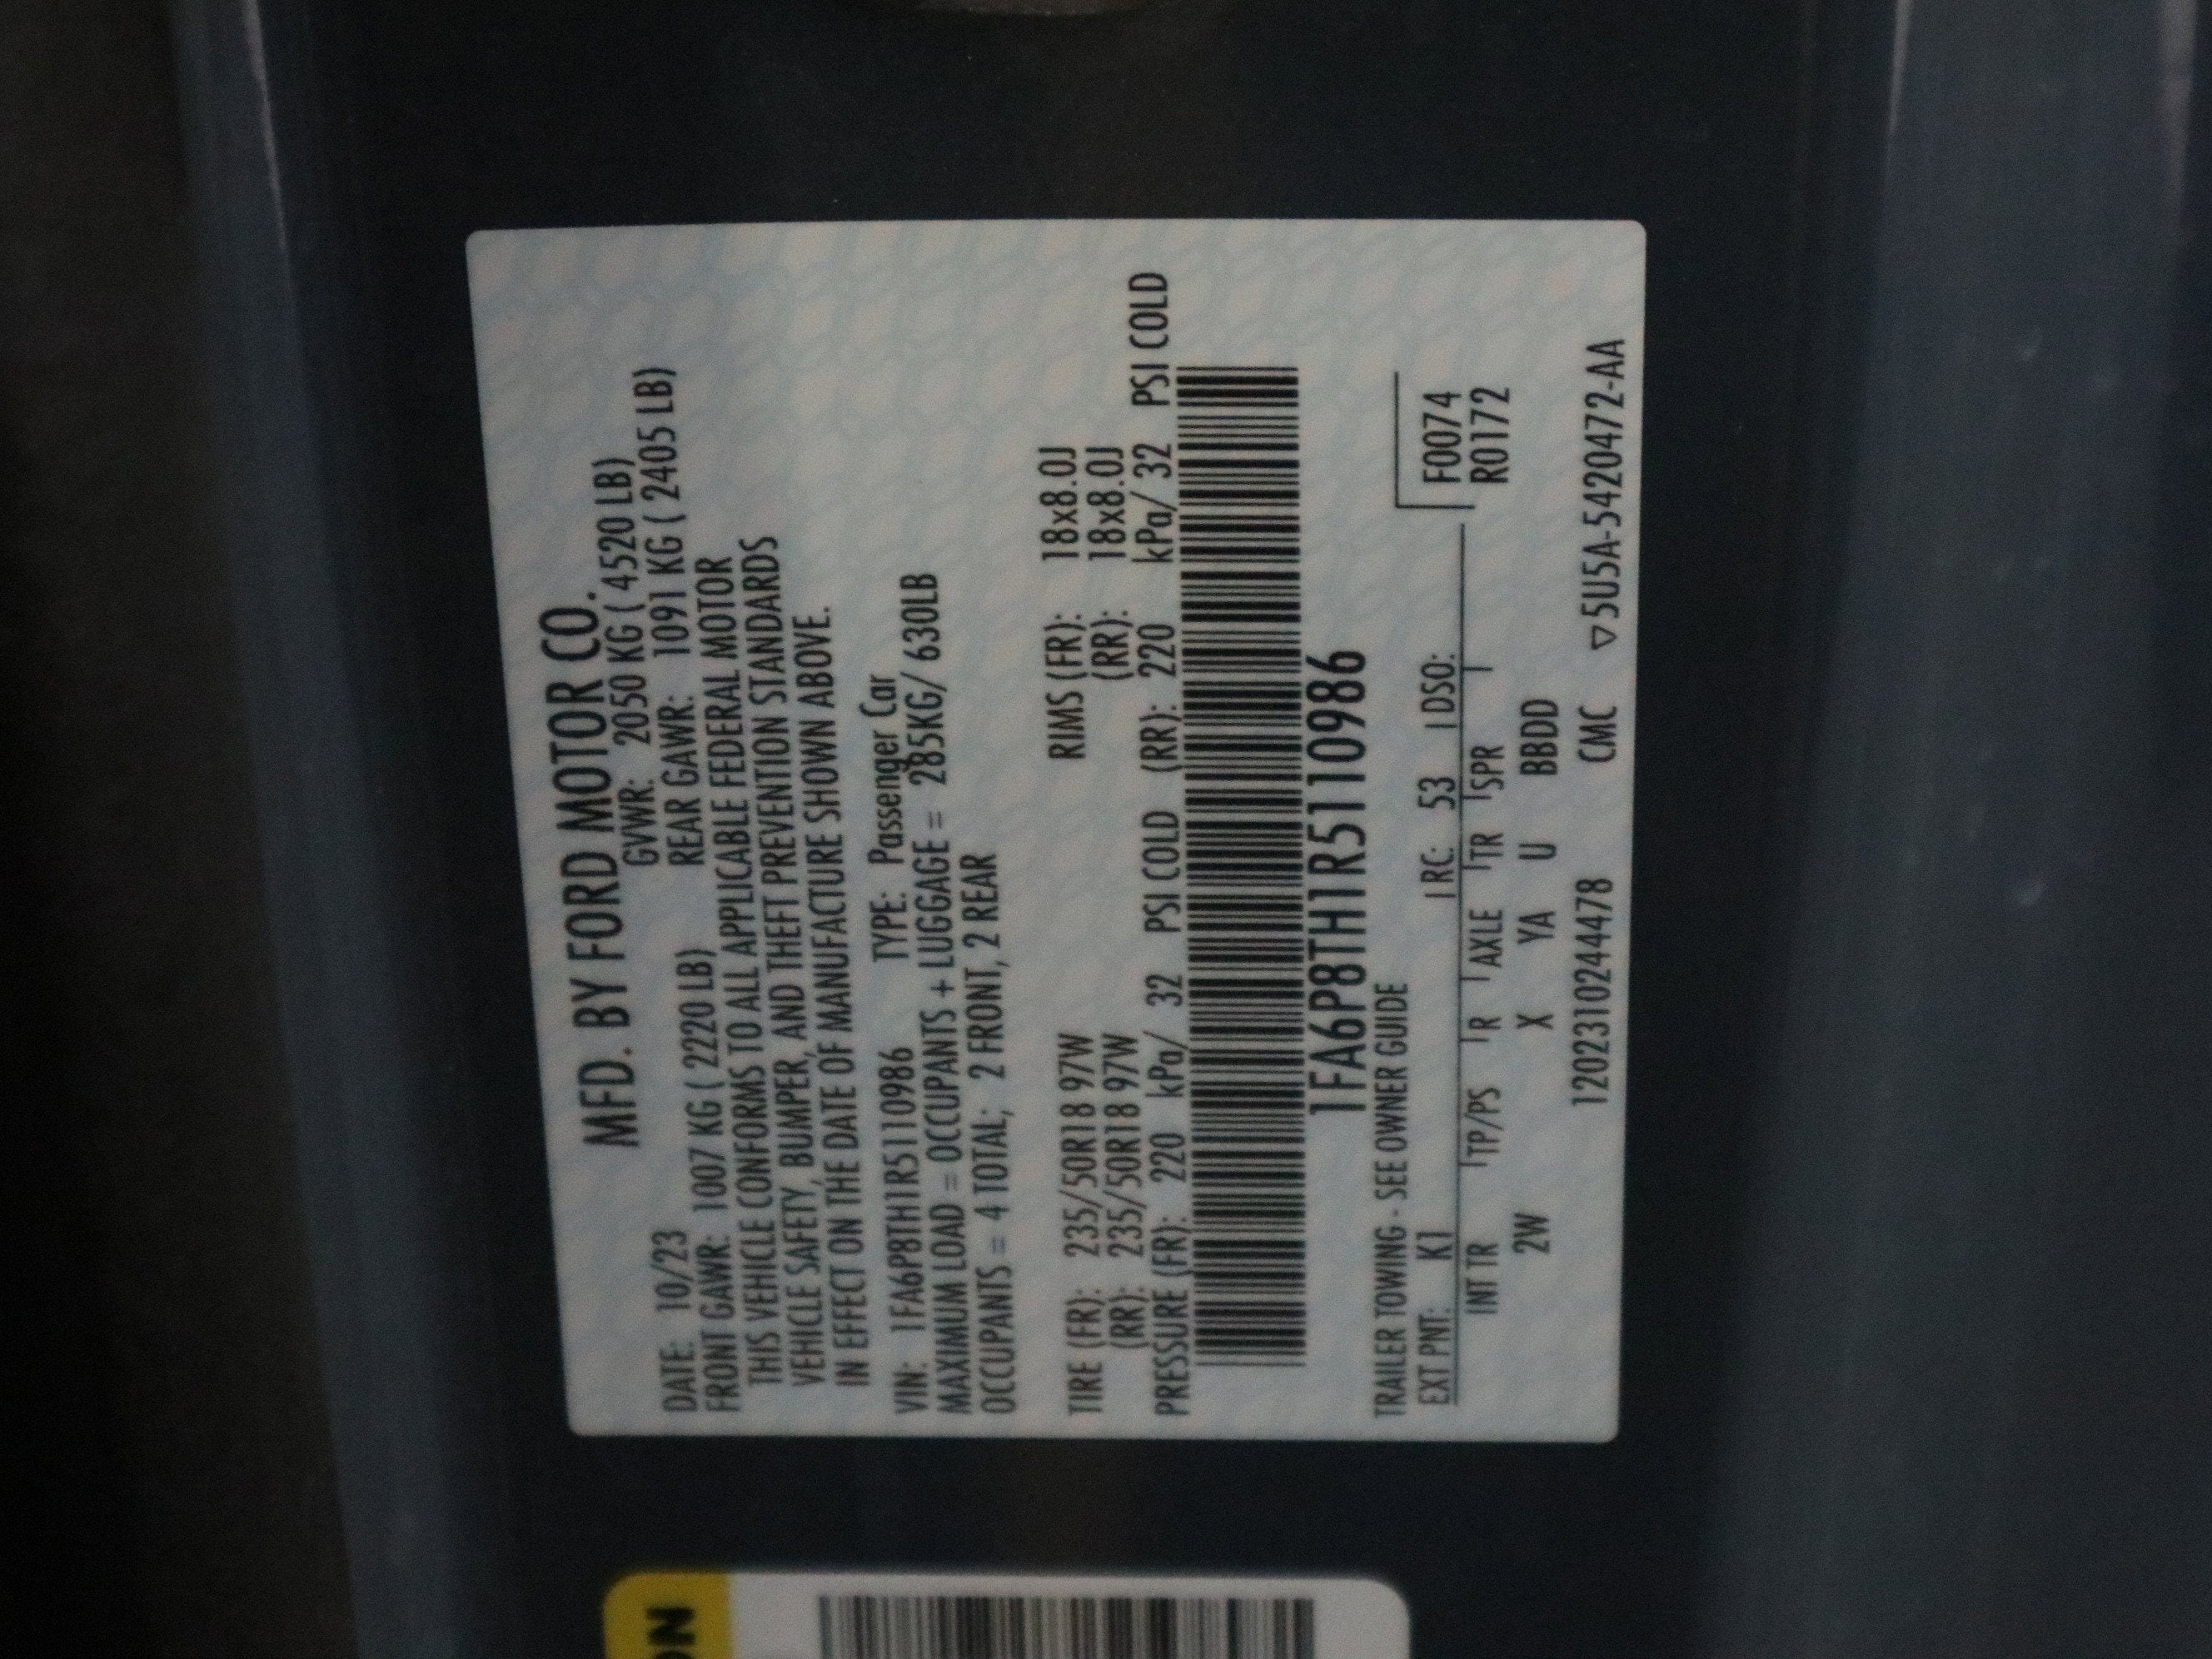 MFD. BY FORD MOTOR CO.
DATE: 10/23 GVWR: 2050 KG ( 4520 LB)
FRONT GAWR: 1007 KG ( 2220 LB) REAR GAWR: 1091 KG ( 2405 LB)
THIS VEHICLE CONFORMS TO ALL APPLICABLE FEDERAL MOTOR
VEHICLE SAFETY, BUMPER, AND THEFT PREVENTION STANDARDS
IN EFFECT ON THE DATE OF MANUFACTURE SHOWN ABOVE.
VIN: 1FA6P8TH1R5110986 TYPE: Passenger Car
MAXIMUM LOAD = OCCUPANTS + LUGGAGE = 285KG/ 630LB
OCCUPANTS = 4 TOTAL; 2 FRONT, 2 REAR
TIRE (FR): 235/50R18 97W RIMS (FR): 18x8.0J
(RR): 235/50R18 97W (RR): 18x8.0J
PRESSURE (FR): 220 kPa/ 32 PSI COLD (RR): 220 kPa/ 32 PSI COLD
1FA6P8TH1R5110986
TRAILER TOWING - SEE OWNER GUIDE
EXT PNT: K1 RC: 53 DSO: F0074
INT TR TP/PS R AXLE TR SPR R0172
2W X YA U BBDD
1202310244478 CMC ▽5U5A-5420472-AA